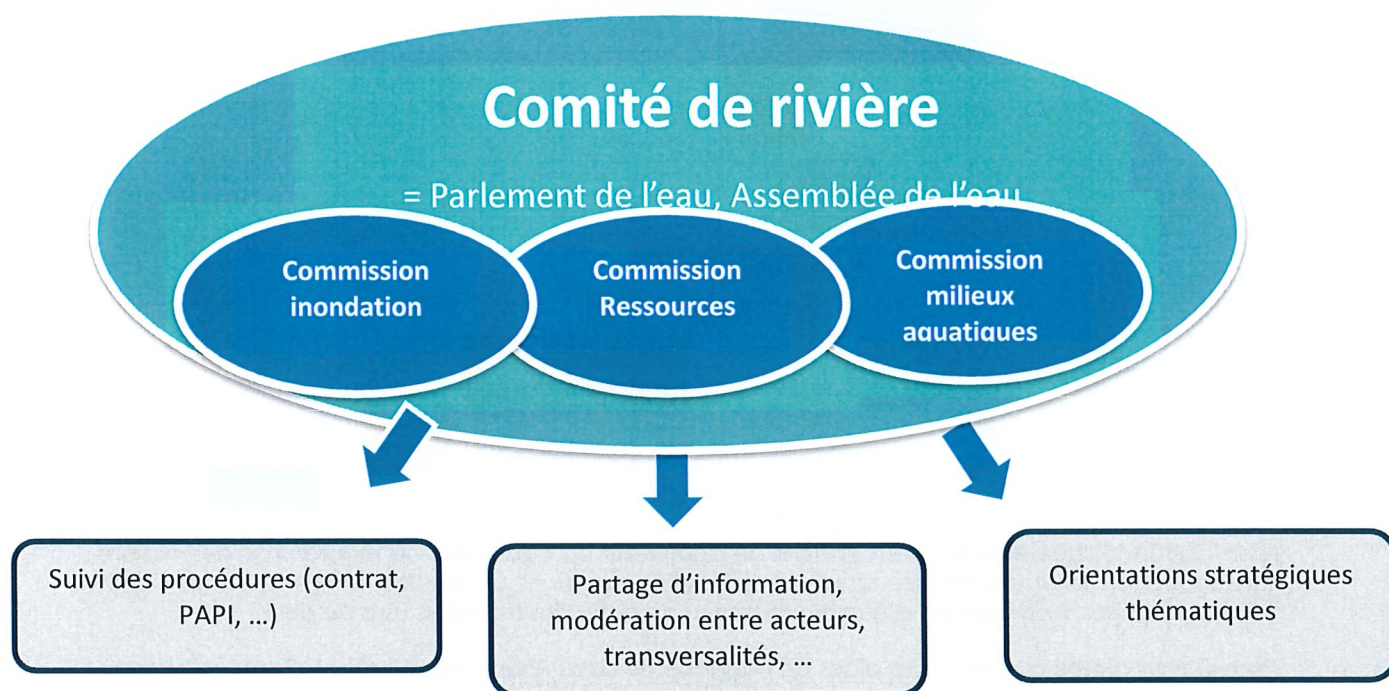 Comité de rivière
= Parlement de l'eau, Assemblée de l'eau
Commission
inondation
Commission
Ressources
Commission
milieux
aquatiques
Suivi des procédures (contrat,
PAPI, …)
Partage d'information,
modération entre acteurs,
transversalités, …
Orientations stratégiques
thématiques